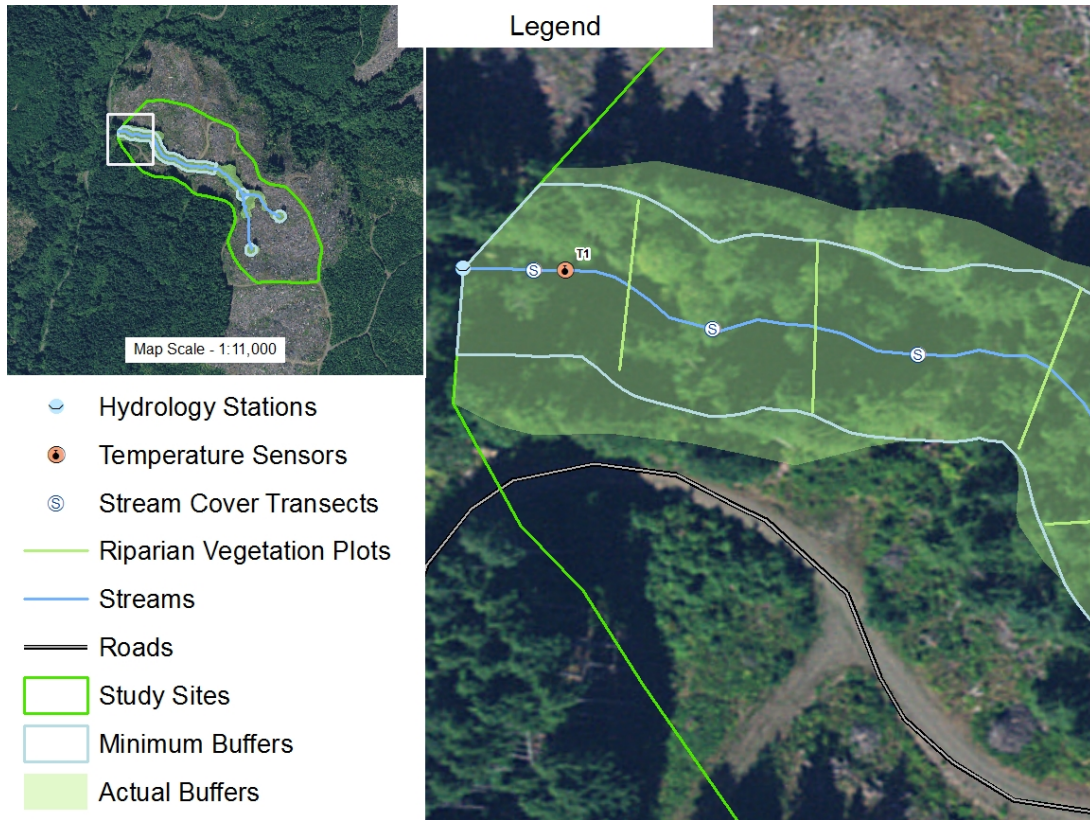 Legend
Map Scale - 1:11,000
T1
Hydrology Stations
Temperature Sensors
S Stream Cover Transects
Riparian Vegetation Plots
Streams
Roads
Study Sites
Minimum Buffers
Actual Buffers
S
S
S